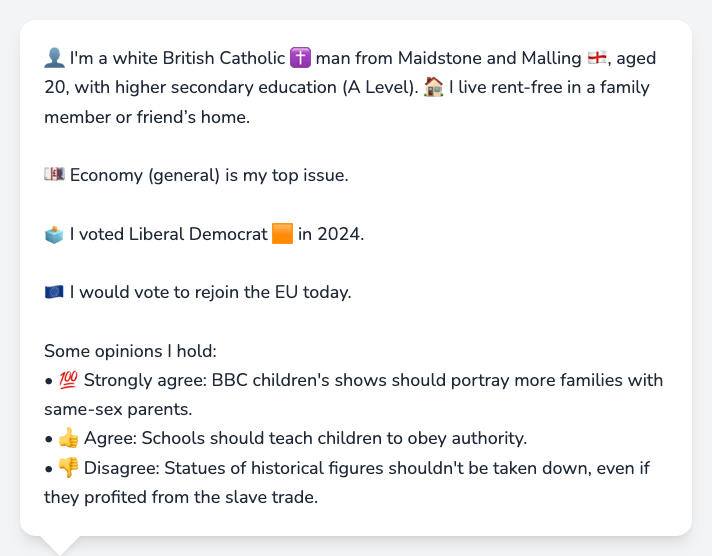 👤 I'm a white British Catholic ✝️ man from Maidstone and Malling 🏴󠁧󠁢󠁥󠁮󠁧󠁿, aged
20, with higher secondary education (A Level). 🏠 I live rent-free in a family
member or friend’s home.
💷 Economy (general) is my top issue.
🗳️ I voted Liberal Democrat 🟧 in 2024.
🇪🇺 I would vote to rejoin the EU today.
Some opinions I hold:
• 💯 Strongly agree: BBC children's shows should portray more families with
same-sex parents.
• 👍 Agree: Schools should teach children to obey authority.
• 👎 Disagree: Statues of historical figures shouldn't be taken down, even if
they profited from the slave trade.